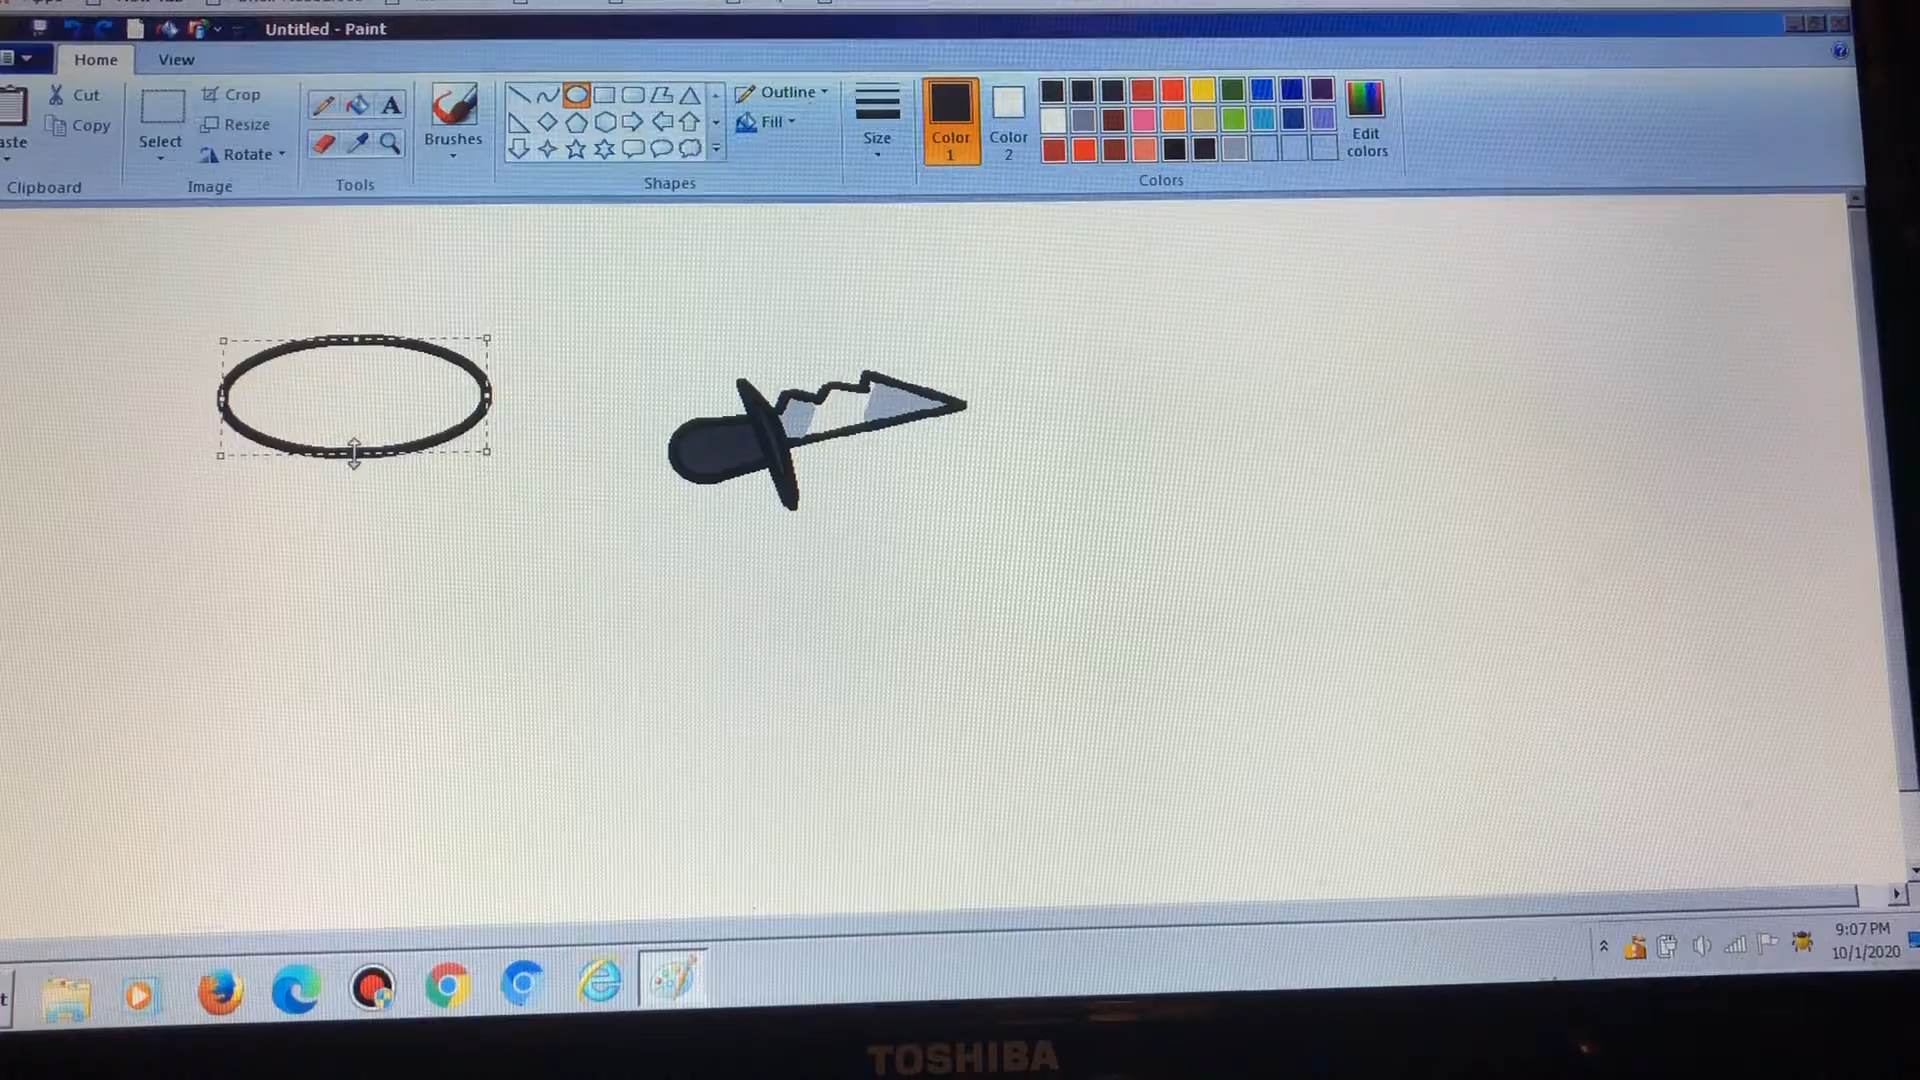 Untitled - Paint
Home
View
Cut
Copy
Clipboard
Select
Crop
Resize
Rotate
Image
A
Tools
Brushes
Shapes
Outline
Fill
Size
Color
1
Color
2
Edit
colors
Colors
9:07 PM
10/1/2020
TOSHIBA